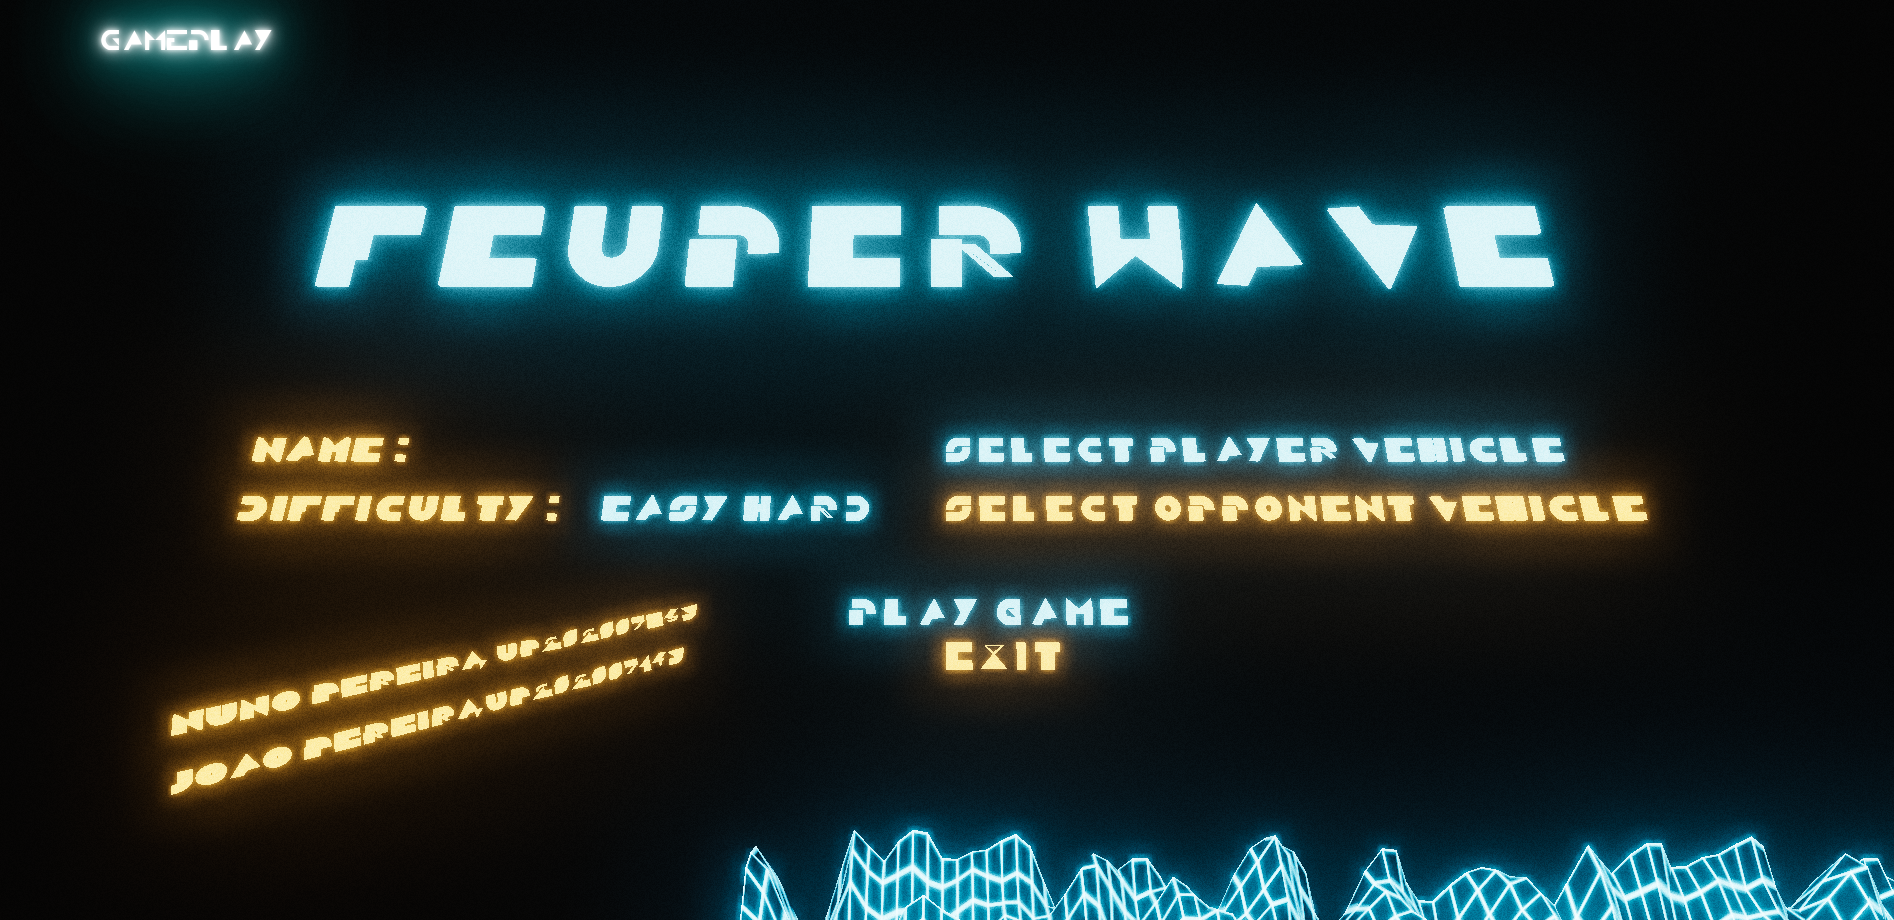 GAMEPLAY
FEUPER WAVE
NAME :
DIFFICULTY : EASY HARD
SELECT PLAYER VEHICLE
SELECT OPPONENT VEHICLE
PLAY GAME
EXIT
NUNO PEREIRA
JOAO PEREIRA